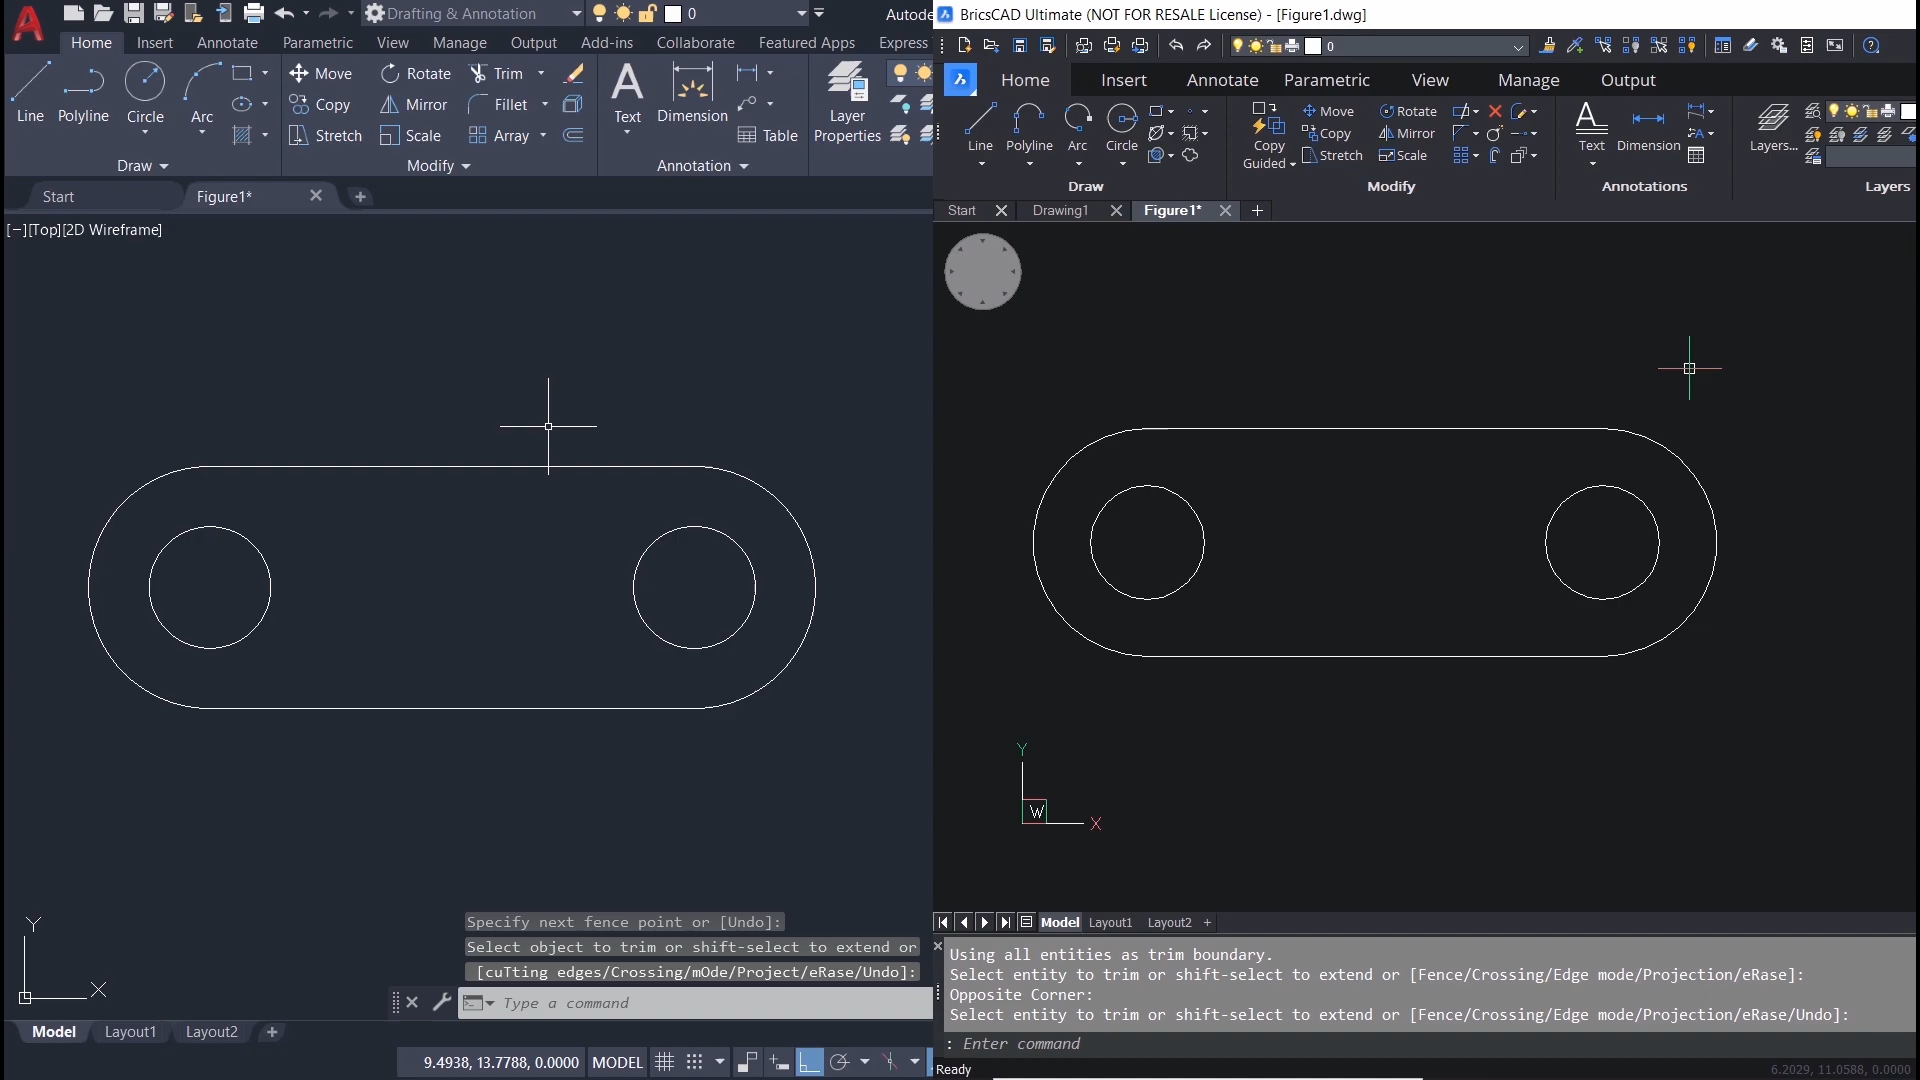 Drafting & Annotation
0
Autode
Home Insert Annotate Parametric View Manage Output Add-ins Collaborate Featured Apps Express
Line
Polyline
Circle
Arc
Move
Copy
Stretch
Rotate
Mirror
Scale
Trim
Fillet
Array
Text
Dimension
Table
Layer
Properties
Draw
Modify
Annotation
Start
Figure1*
[−][Top][2D Wireframe]
Y
X
Specify next fence point or [Undo]:
Select object to trim or shift-select to extend or
[cuTting edges/Crossing/mOde/Project/eRase/Undo]:
Type a command
Model Layout1 Layout2
9.4938, 13.7788, 0.0000 MODEL
BricsCAD Ultimate (NOT FOR RESALE License) - [Figure1.dwg]
0
Home Insert Annotate Parametric View Manage Output
Line
Polyline
Arc
Circle
Copy
Guided
Move
Copy
Stretch
Rotate
Mirror
Scale
A
Text
Dimension
Layers...
Draw
Modify
Annotations
Layers
Start
Drawing1
Figure1*
Y
W
X
Model Layout1 Layout2 +
Using all entities as trim boundary.
Select entity to trim or shift-select to extend or [Fence/Crossing/Edge mode/Projection/eRase]:
Opposite Corner:
Select entity to trim or shift-select to extend or [Fence/Crossing/Edge mode/Projection/eRase/Undo]:
: Enter command
Ready
6.2029, 11.0588, 0.0000